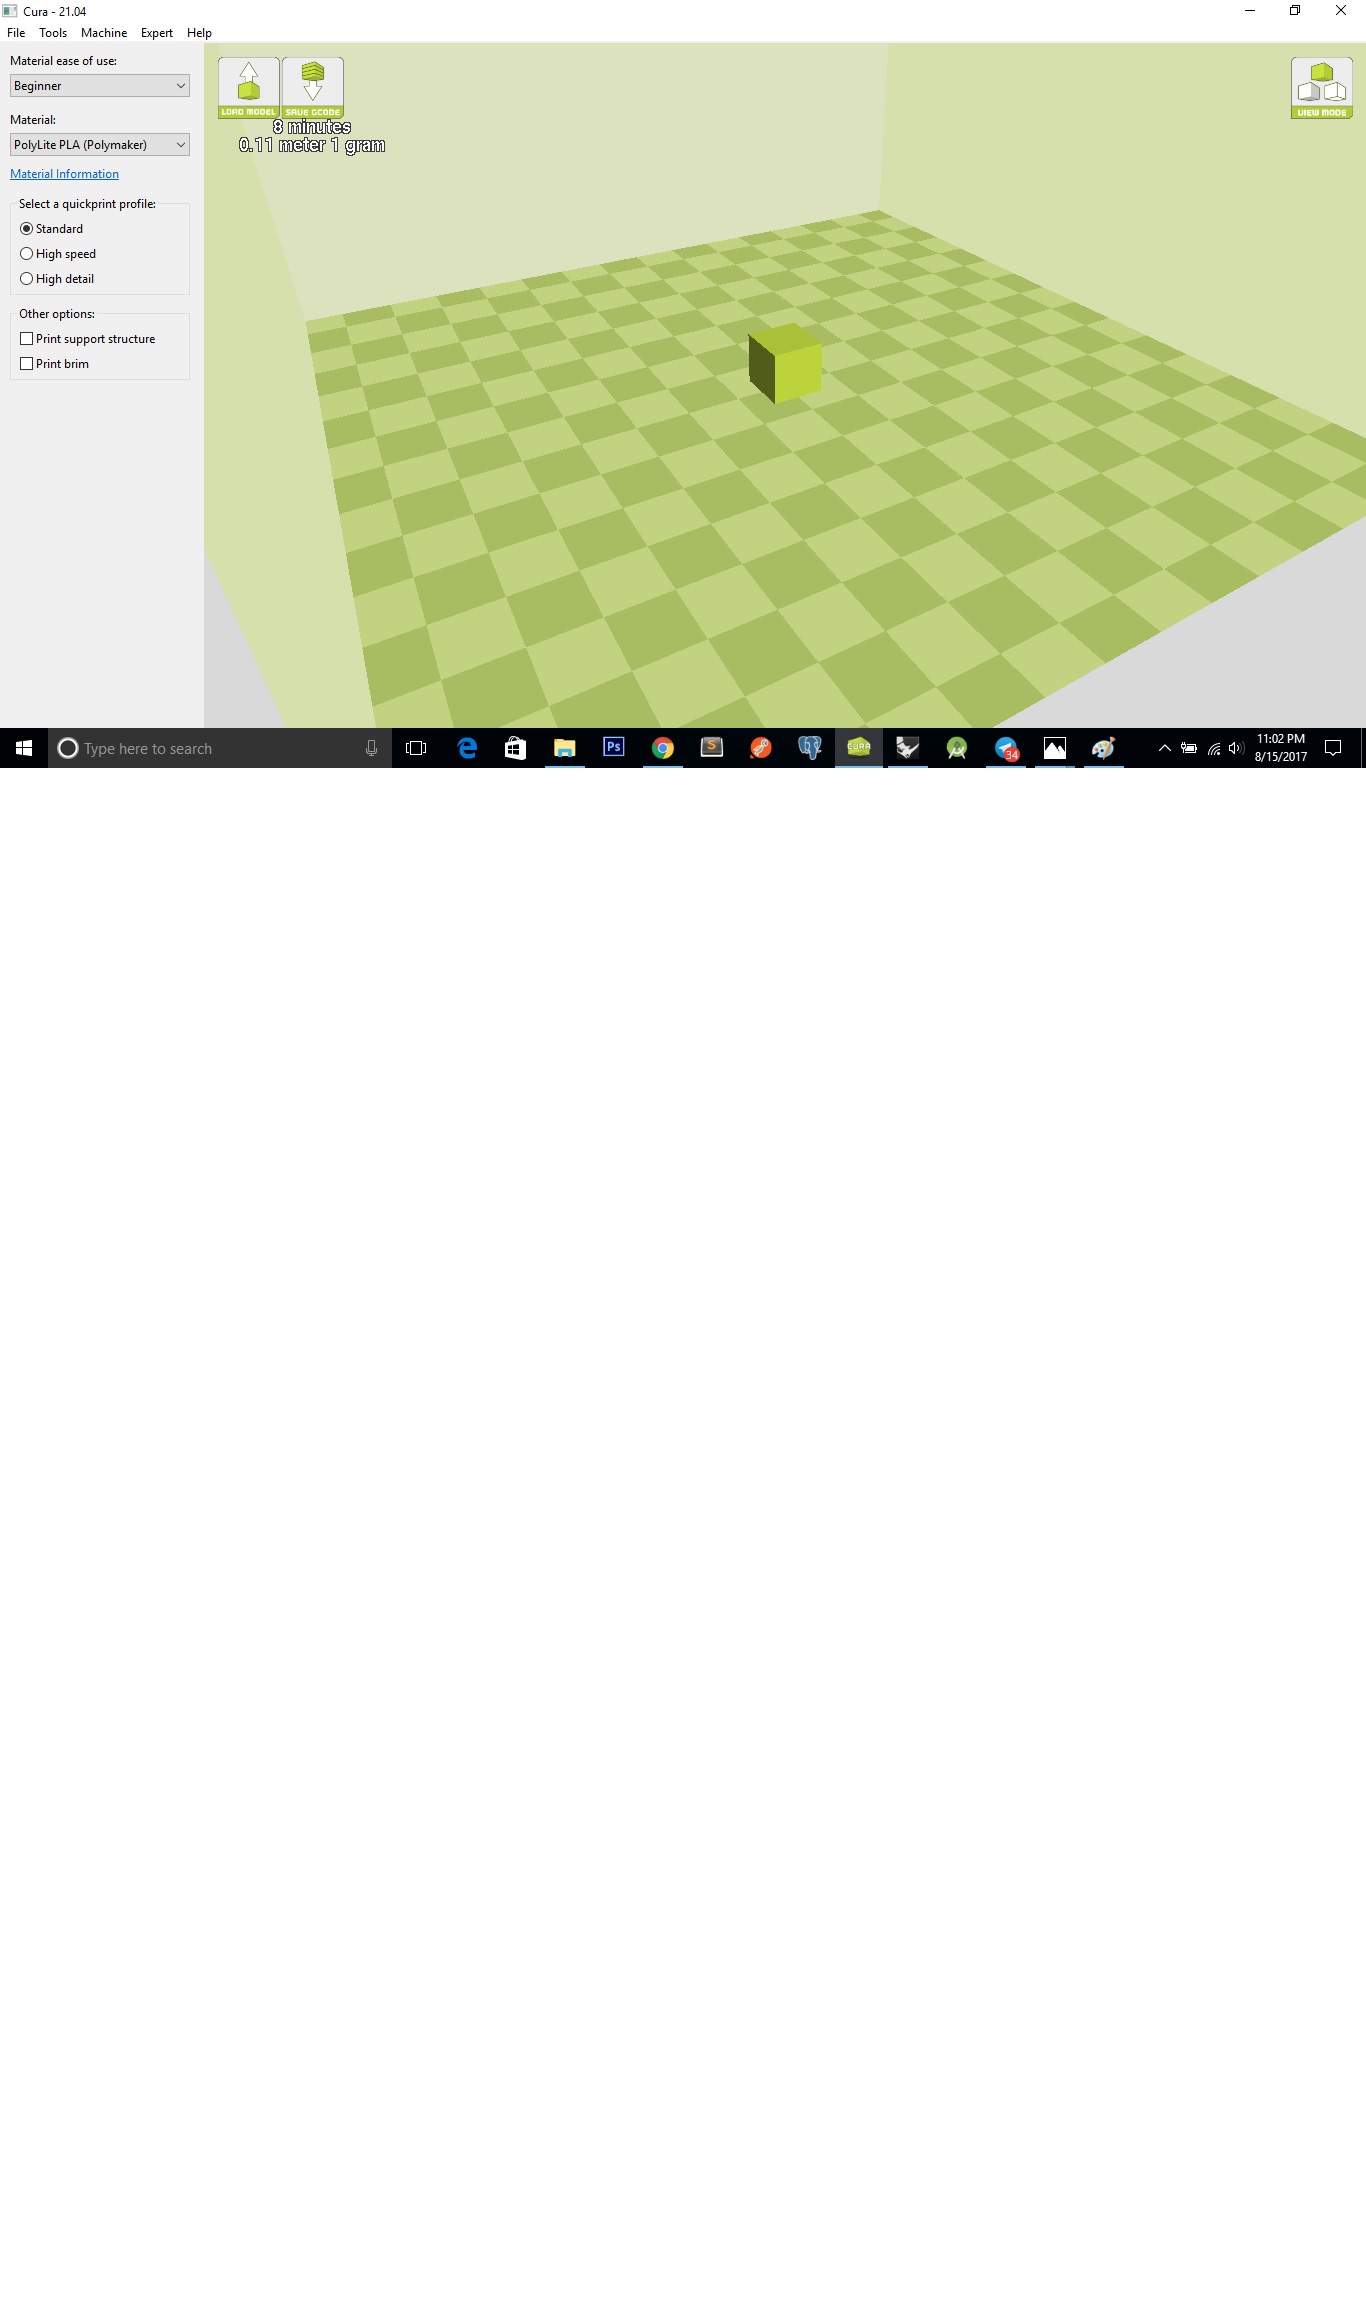 Cura - 21.04
File Tools Machine Expert Help
Material ease of use:
Beginner
Material:
PolyLite PLA (Polymaker)
Material Information
Select a quickprint profile:
Standard
High speed
High detail
Other options:
Print support structure
Print brim
LOAD MODEL SAVE GCODE
8 minutes
0.11 meter 1 gram
VIEW MODE
Type here to search
Ps
S
CURA
34
11:02 PM
8/15/2017